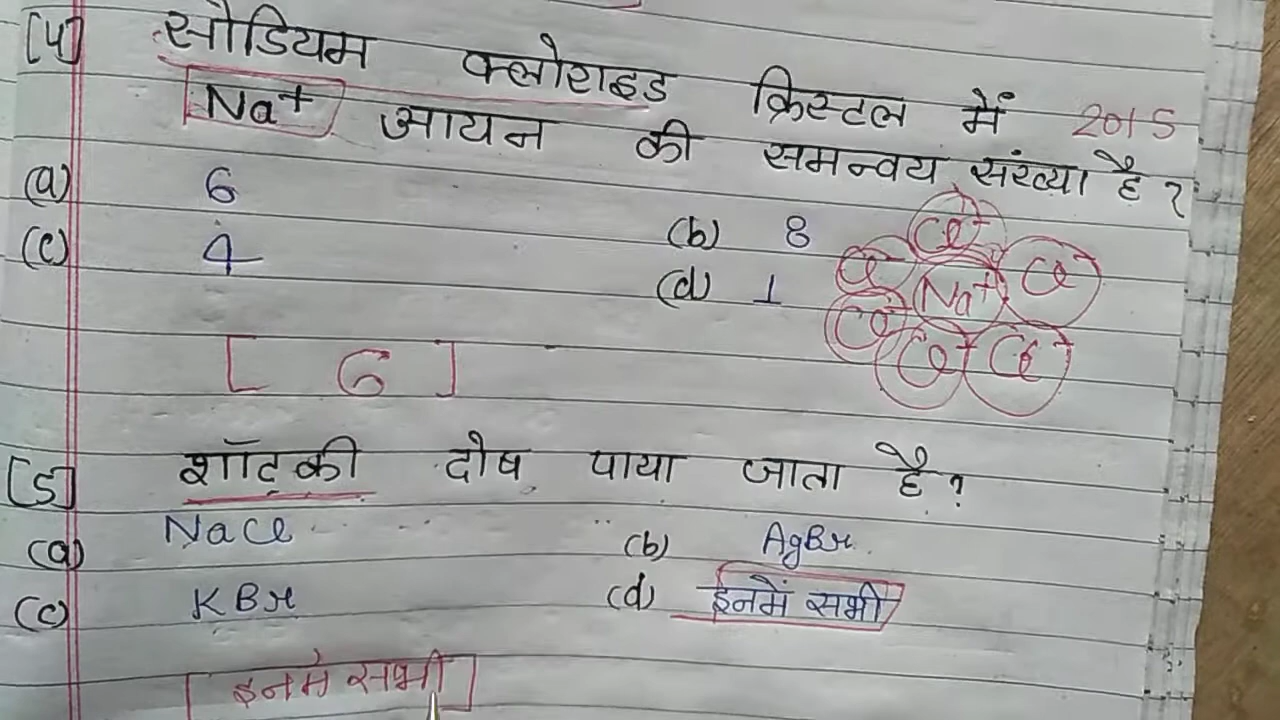 [4] सोडियम क्लोराइड क्रिस्टल में 2015
Na+ आयन की समन्वय संख्या है?
(a) 6
(b) 8
(c) 4
(d) 1
Cl-
Cl- Na+ Cl-
Cl- Cl- Cl-
[6]
[5] शॉट्की दोष पाया जाता है?
(a) NaCl (b) AgBr.
(c) KBr (d) इनमें सभी
इनमे सभी